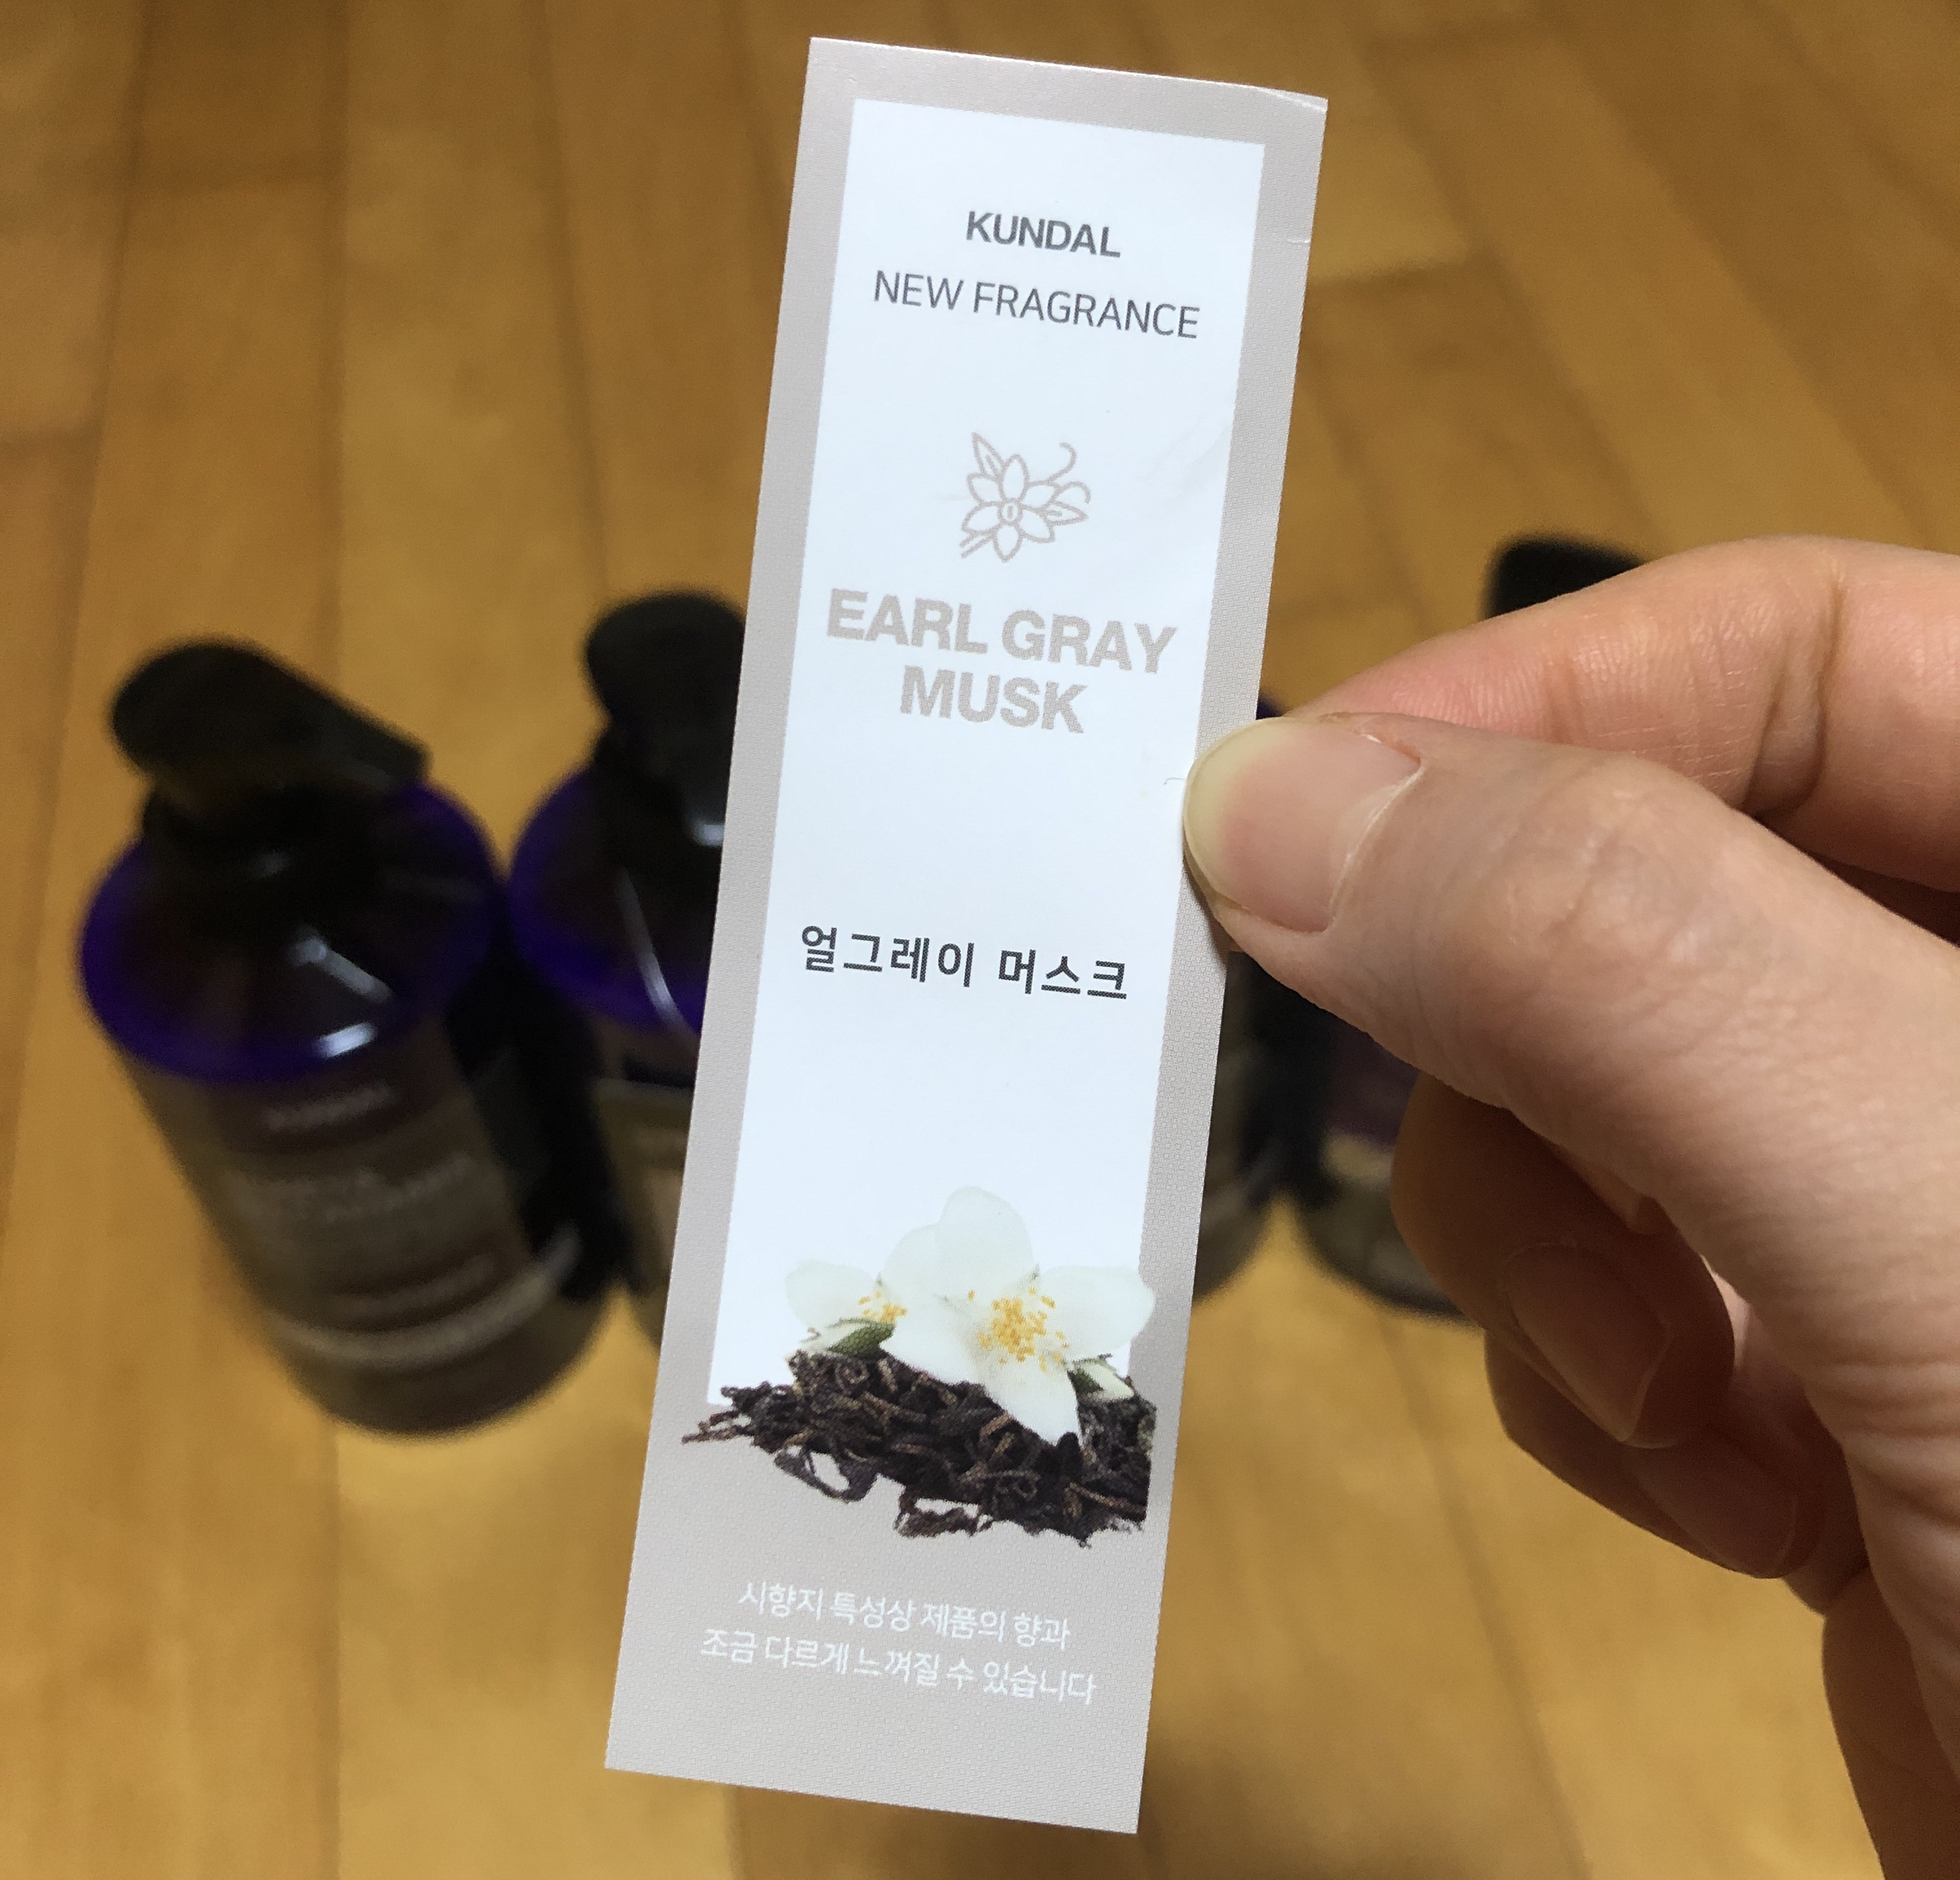 KUNDAL
NEW FRAGRANCE
EARL GRAY
MUSK
얼그레이 머스크
시향지 특성상 제품의 향과
조금 다르게 느껴질 수 있습니다